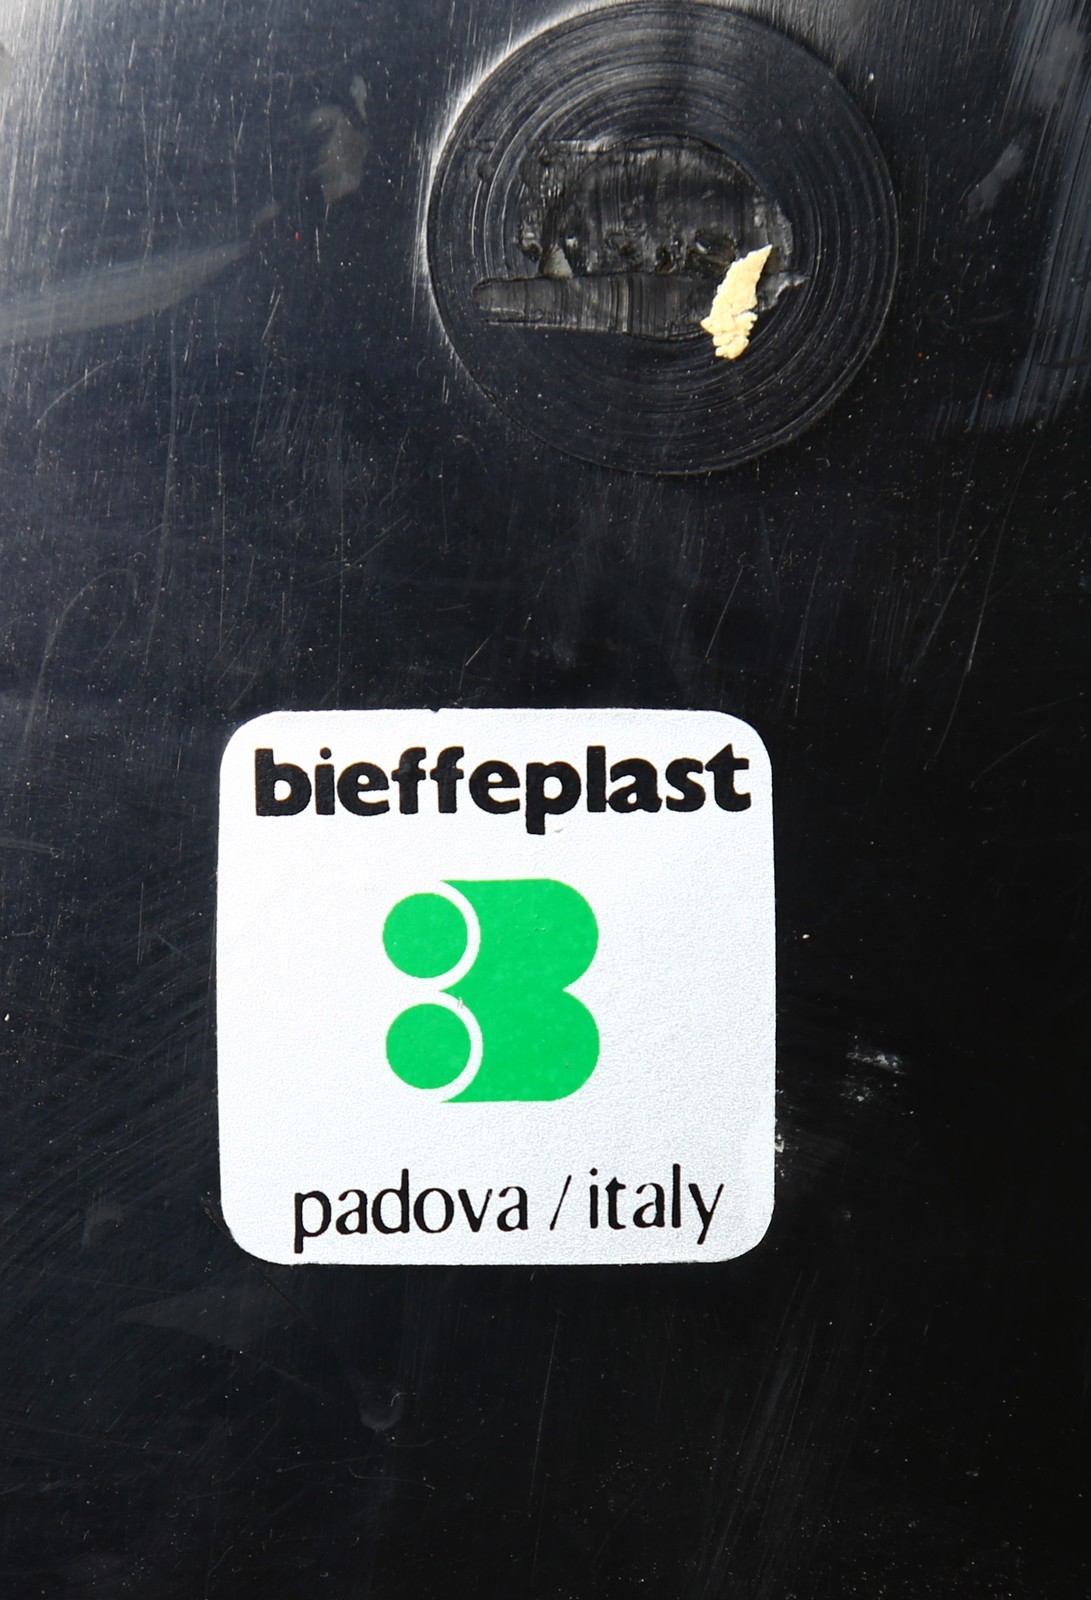 bieffeplast
padova / italy